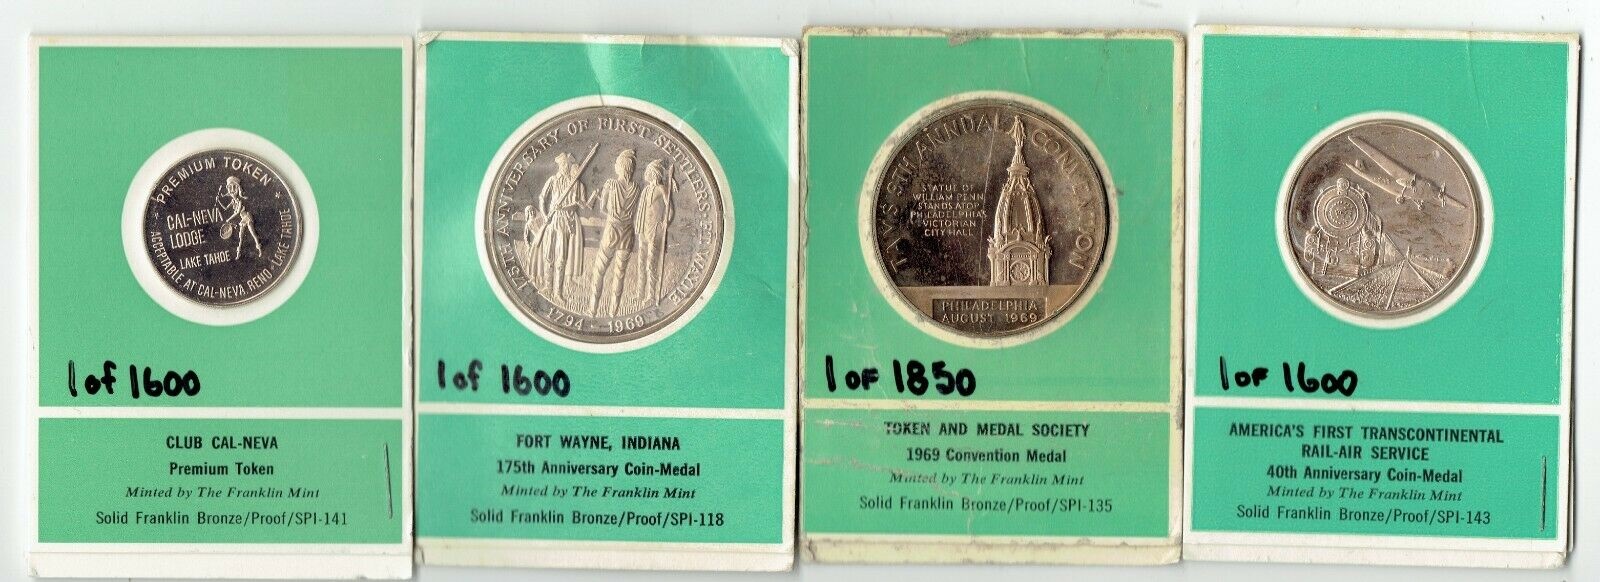 PREMIUM TOKEN
CAL-NEVA
LODGE
LAKE TAHOE
ACCEPTABLE AT CAL-NEVA, RENO-LAKE TAHOE
1 of 1600
CLUB CAL-NEVA
Premium Token
Minted by The Franklin Mint
Solid Franklin Bronze/Proof/SPI-141
175TH ANNIVERSARY OF FIRST SETTLERS-FT. WAYNE
1794 - 1969
1 of 1600
FORT WAYNE, INDIANA
175th Anniversary Coin-Medal
Minted by The Franklin Mint
Solid Franklin Bronze/Proof/SPI-118
T.A.M.S. 9TH ANNUAL CONVENTION
STATUE OF
WILLIAM PENN
STANDS ATOP
PHILADELPHIA'S
VICTORIAN
CITY HALL
PHILADELPHIA
AUGUST 1969
1 OF 1850
TOKEN AND MEDAL SOCIETY
1969 Convention Medal
Minted by The Franklin Mint
Solid Franklin Bronze/Proof/SPI-135
1 OF 1600
AMERICA'S FIRST TRANSCONTINENTAL
RAIL-AIR SERVICE
40th Anniversary Coin-Medal
Minted by The Franklin Mint
Solid Franklin Bronze/Proof/SPI-143